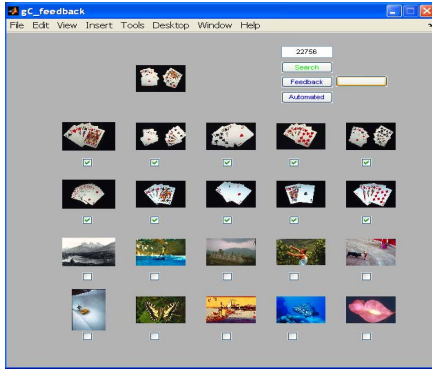 gC_feedback
File Edit View Insert Tools Desktop Window Help
22756
Search
Feedback
Automated